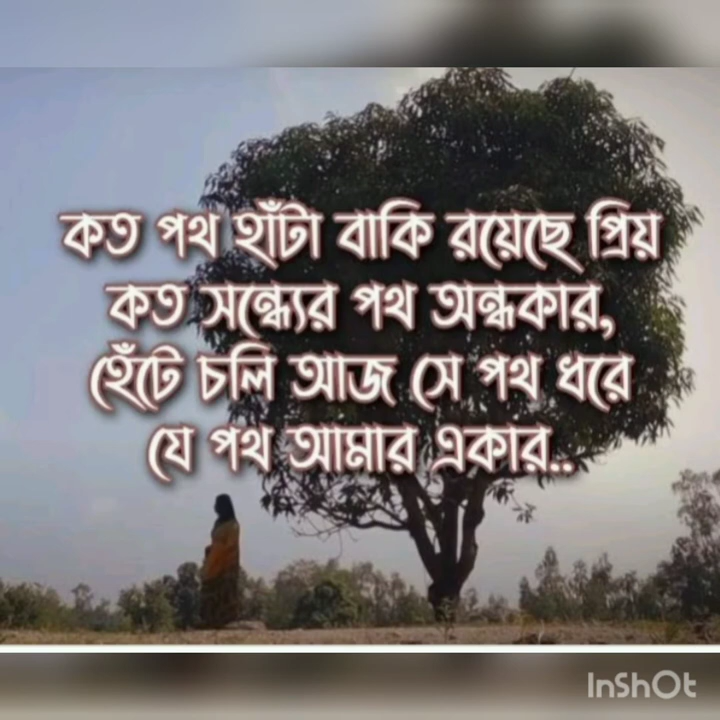 কত পথ হাঁটা বাকি রয়েছে প্রিয়
কত সন্ধ্যের পথ অন্ধকার,
হেঁটে চলি আজ সে পথ ধরে
যে পথ আমার একার..
InShOt